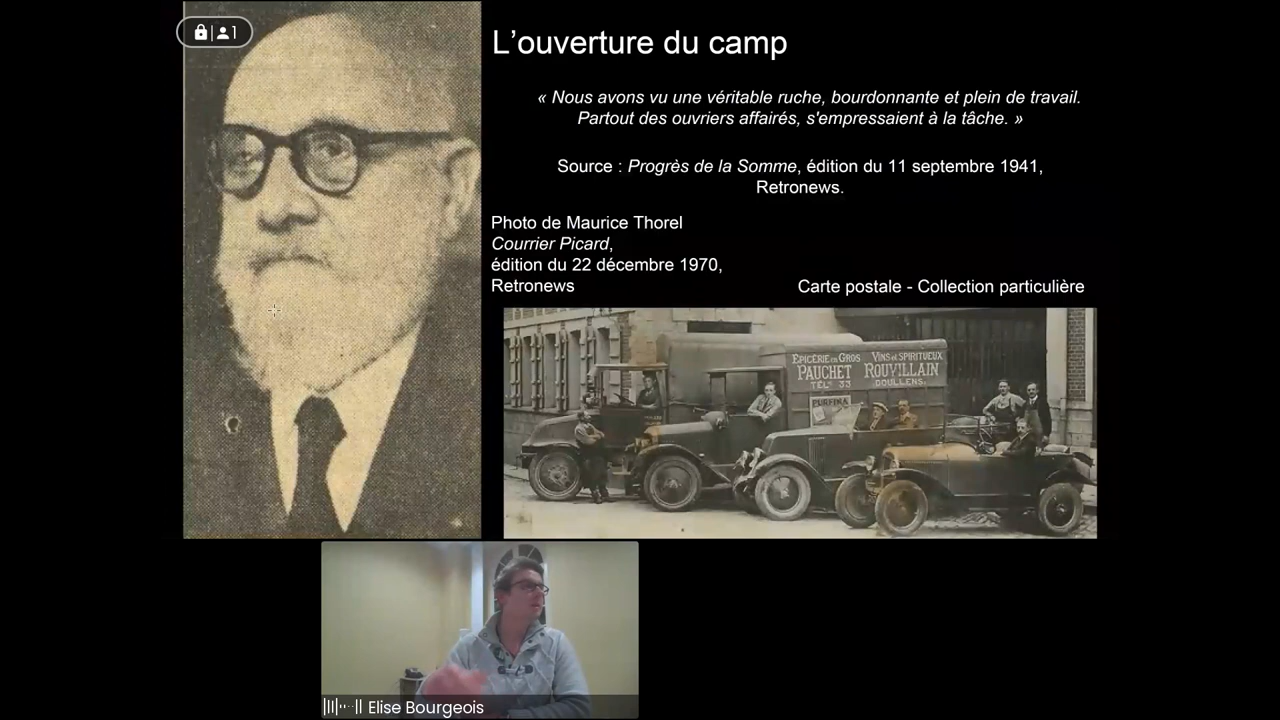 1
L'ouverture du camp
« Nous avons vu une véritable ruche, bourdonnante et plein de travail.
Partout des ouvriers affairés, s'empressaient à la tâche. »
Source : Progrès de la Somme, édition du 11 septembre 1941,
Retronews.
Photo de Maurice Thorel
Courrier Picard,
édition du 22 décembre 1970,
Retronews
Carte postale - Collection particulière
EPICERIE EN GROS VINS et SPIRITUEUX
PAUCHET ROUVILLAIN
TÉL. 33 DOULLENS.
PURFINA
Elise Bourgeois